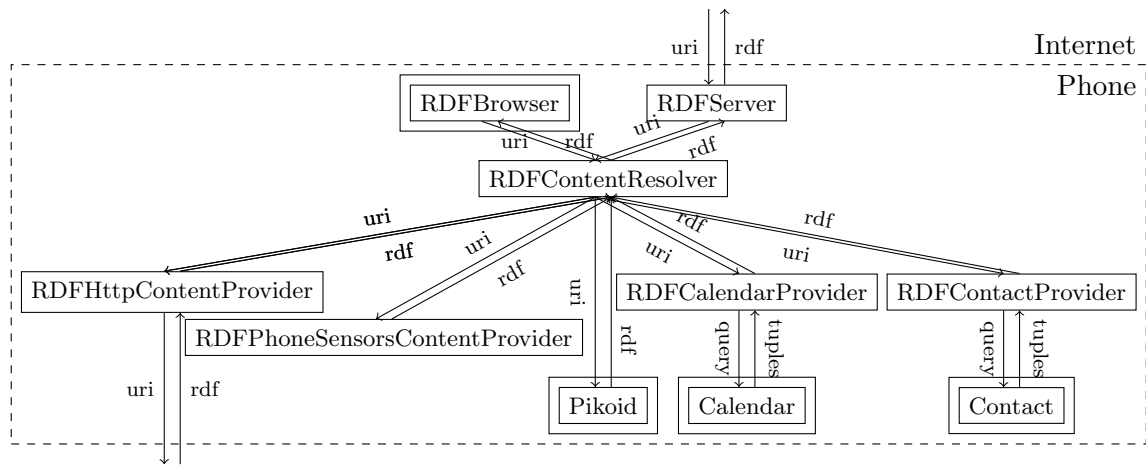 uri
rdf
Internet
Phone
RDFBrowser
RDFServer
uri
rdf
uri
rdf
RDFContentResolver
uri
rdf
uri
rdf
uri
rdf
uri
rdf
rdf
uri
RDFHttpContentProvider
RDFPhoneSensorsContentProvider
RDFCalendarProvider
RDFContactProvider
query
tuples
query
tuples
uri
rdf
Pikoid
Calendar
Contact